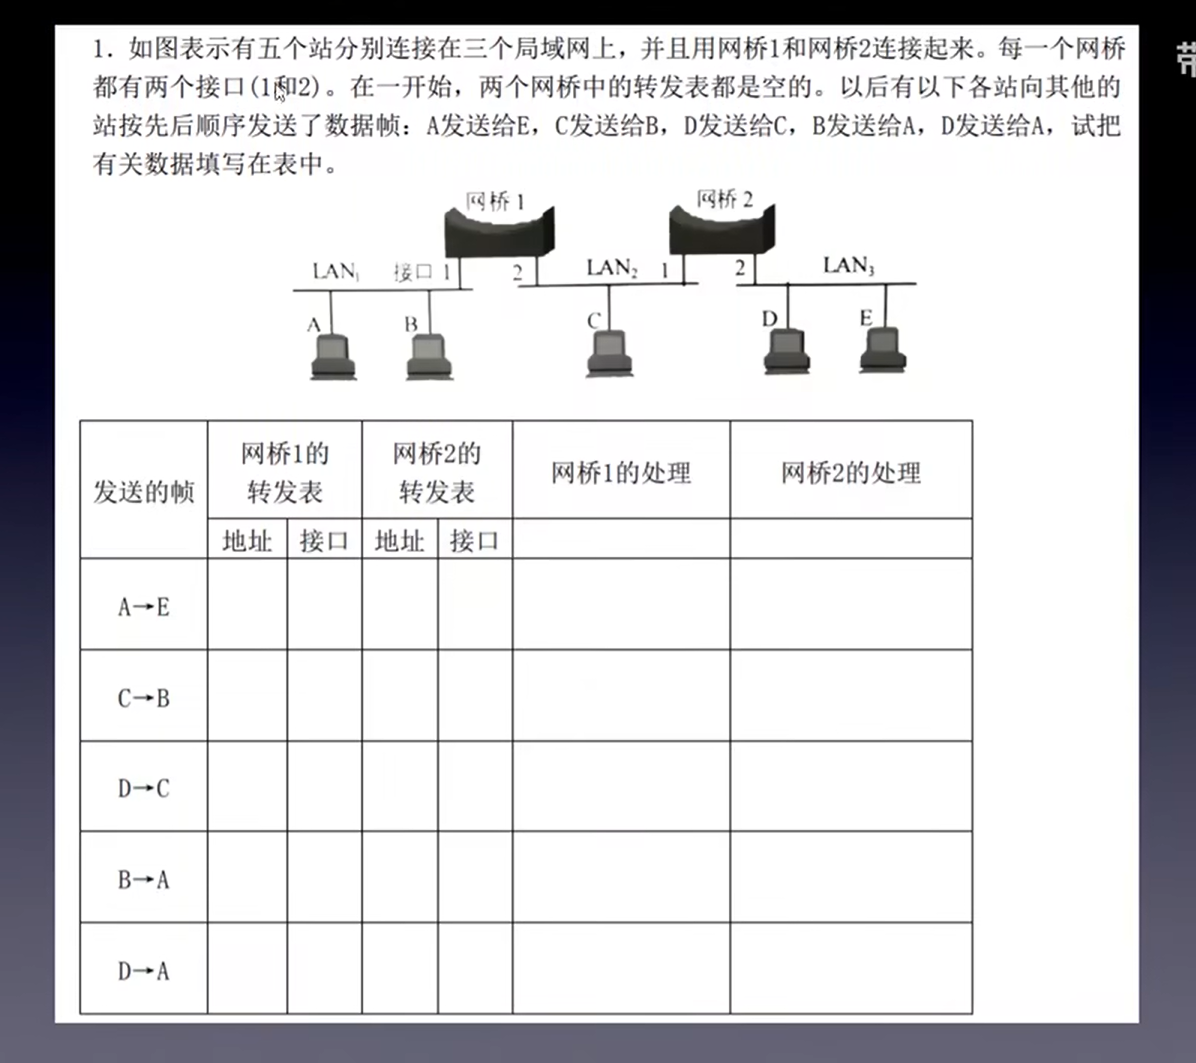 1. 如图表示有五个站分别连接在三个局域网上，并且用网桥1和网桥2连接起来。每一个网桥
都有两个接口(1和2)。在一开始，两个网桥中的转发表都是空的。以后有以下各站向其他的
站按先后顺序发送了数据帧：A发送给E，C发送给B，D发送给C，B发送给A，D发送给A，试把
有关数据填写在表中。
网桥 1
网桥 2
LAN₁ 接口 1 2 LAN₂ 1 2 LAN₃
A B C D E
发送的帧 网桥1的转发表 网桥2的转发表 网桥1的处理 网桥2的处理
地址 接口 地址 接口
A→E
C→B
D→C
B→A
D→A